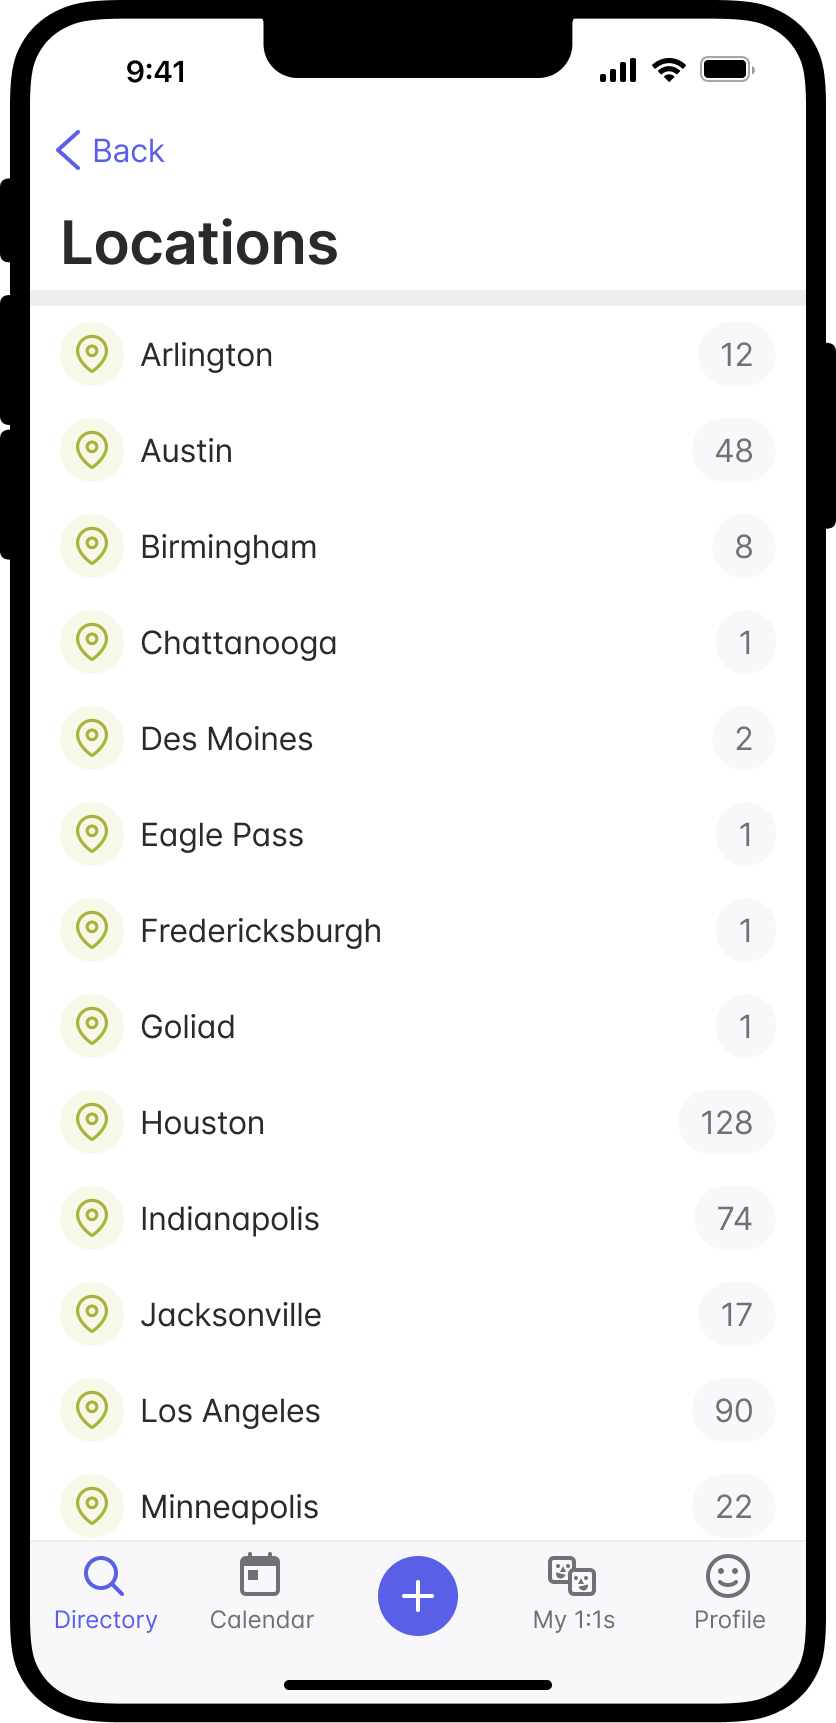 9:41
Back
Locations
Arlington 12
Austin 48
Birmingham 8
Chattanooga 1
Des Moines 2
Eagle Pass 1
Fredericksburgh 1
Goliad 1
Houston 128
Indianapolis 74
Jacksonville 17
Los Angeles 90
Minneapolis 22
Directory Calendar My 1:1s Profile